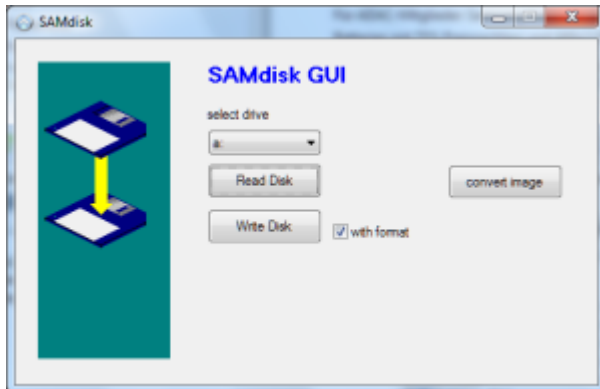 SAMdisk
SAMdisk GUI
select drive
a:
Read Disk
convert image
Write Disk
with format